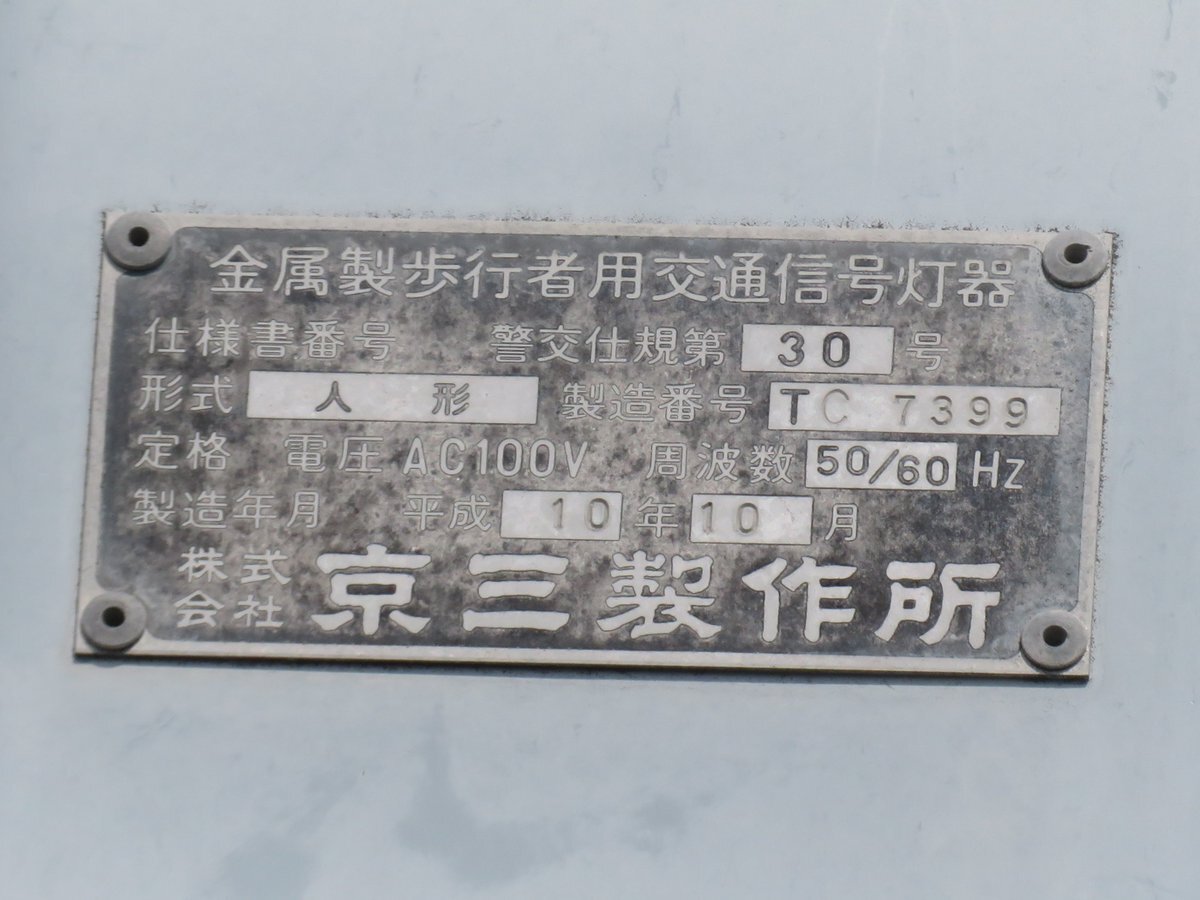 金属製歩行者用交通信号灯器
仕様書番号 警交仕規第 30 号
形式 人形 製造番号 TC 7399
定格 電圧 AC100V 周波数 50/60 Hz
製造年月 平成 10 年 10 月
株式会社 京三製作所